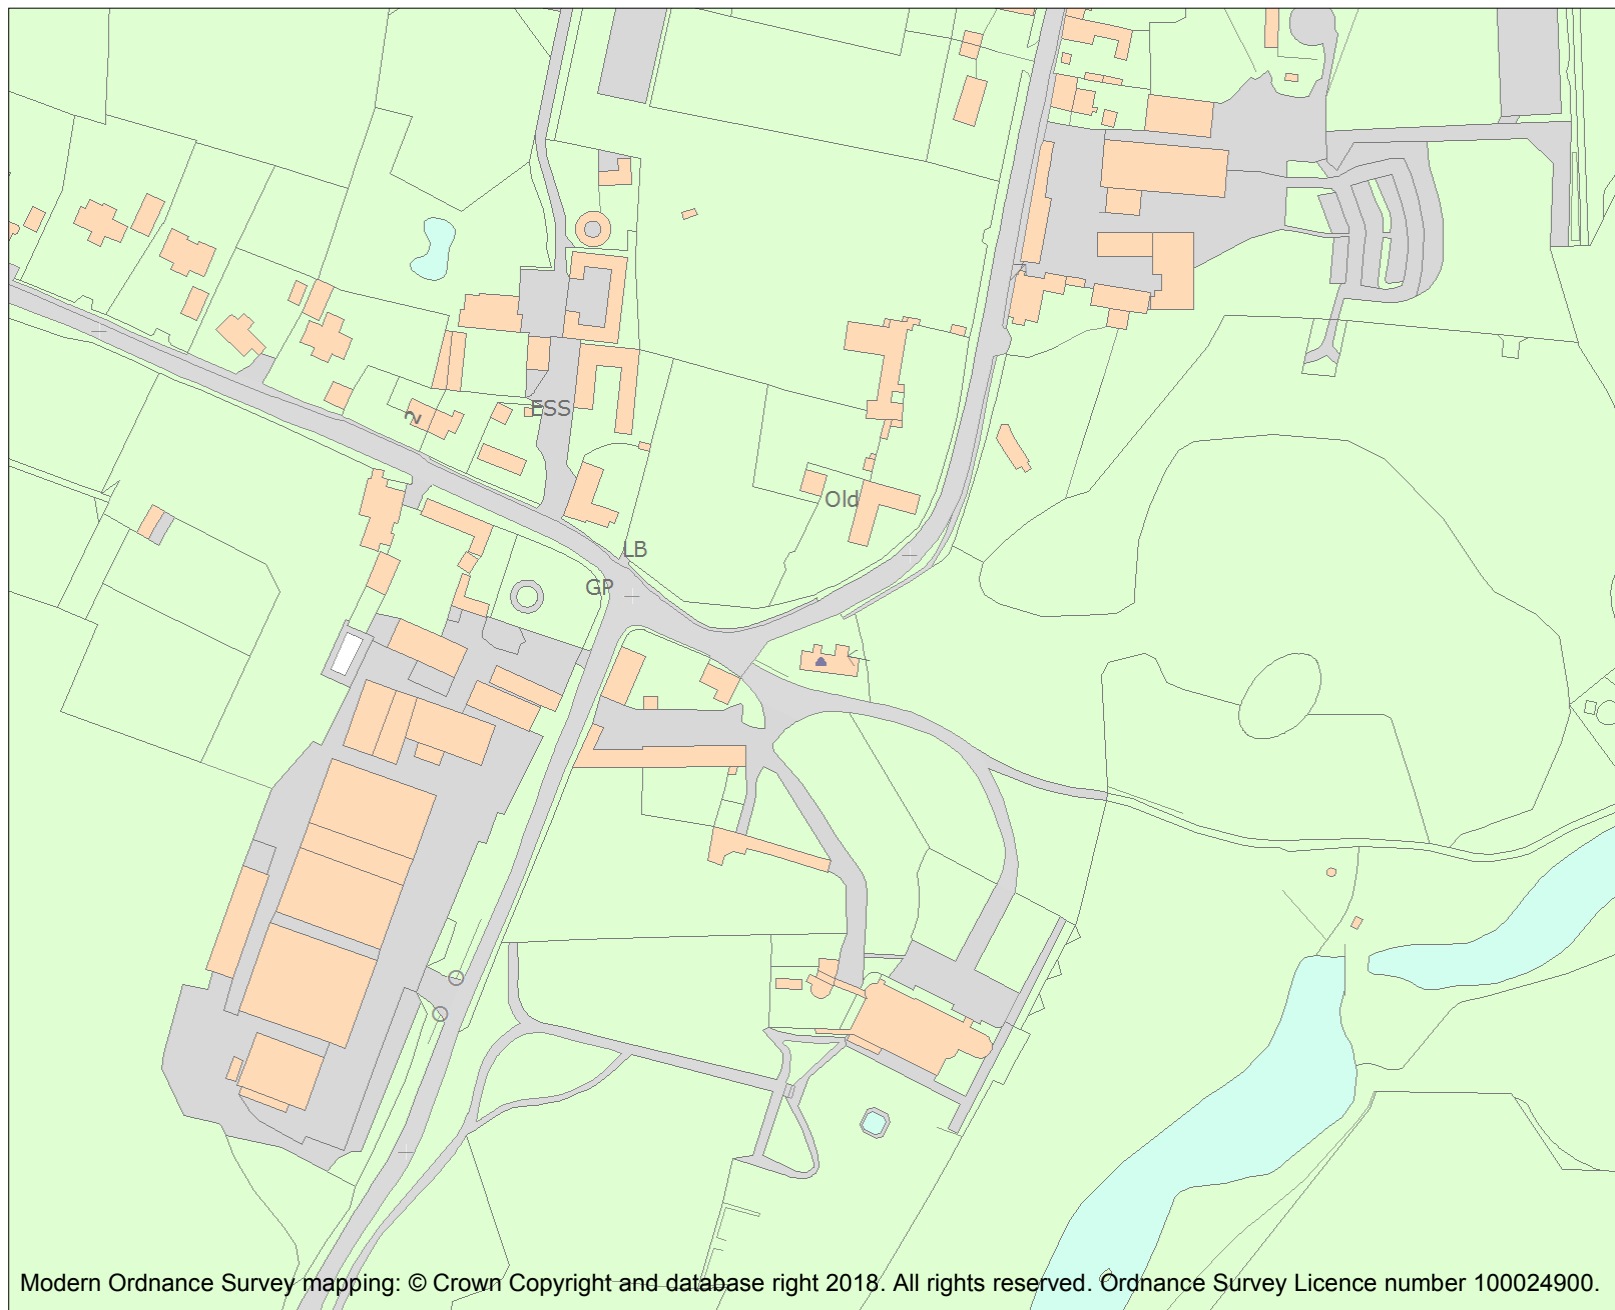 2
ESS
Old
LB
GP
Modern Ordnance Survey mapping: © Crown Copyright and database right 2018. All rights reserved. Ordnance Survey Licence number 100024900.